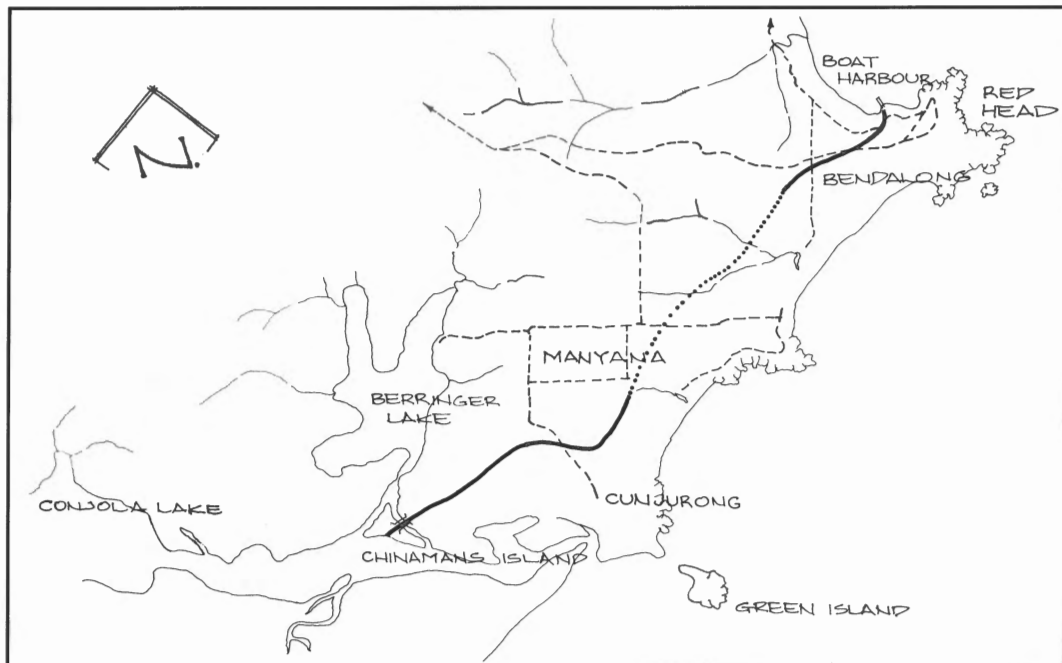 BOAT
HARBOUR
RED
HEAD
N.
BENDALONG
MANYANA
BERRINGER
LAKE
CONJOLA LAKE
CUNJURONG
CHINAMANS ISLAND
GREEN ISLAND